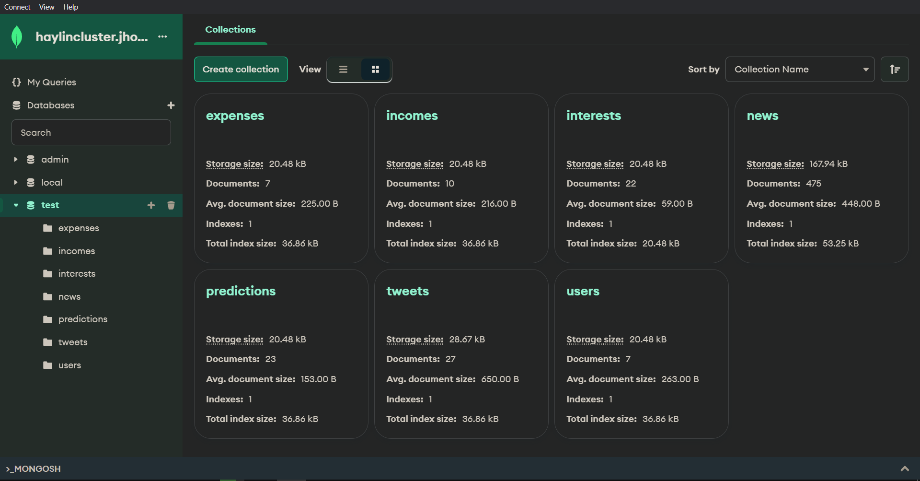 Connect View Help
haylincluster.jho... ...
Collections
Create collection View Sort by Collection Name
{} My Queries
Databases +
Search
admin
local
test +
expenses
incomes
interests
news
predictions
tweets
users
expenses
Storage size: 20.48 kB
Documents: 7
Avg. document size: 225.00 B
Indexes: 1
Total index size: 36.86 kB
incomes
Storage size: 20.48 kB
Documents: 10
Avg. document size: 216.00 B
Indexes: 1
Total index size: 36.86 kB
interests
Storage size: 20.48 kB
Documents: 22
Avg. document size: 59.00 B
Indexes: 1
Total index size: 20.48 kB
news
Storage size: 167.94 kB
Documents: 475
Avg. document size: 448.00 B
Indexes: 1
Total index size: 53.25 kB
predictions
Storage size: 20.48 kB
Documents: 23
Avg. document size: 153.00 B
Indexes: 1
Total index size: 36.86 kB
tweets
Storage size: 28.67 kB
Documents: 27
Avg. document size: 650.00 B
Indexes: 1
Total index size: 36.86 kB
users
Storage size: 20.48 kB
Documents: 7
Avg. document size: 263.00 B
Indexes: 1
Total index size: 36.86 kB
>_MONGOSH